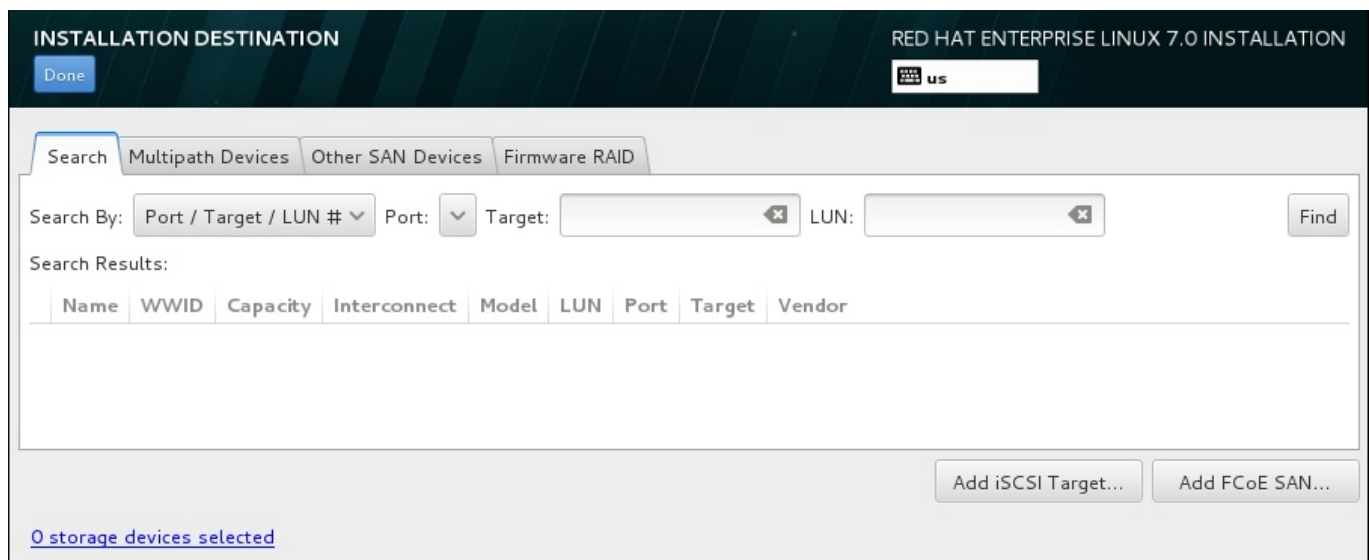 INSTALLATION DESTINATION
RED HAT ENTERPRISE LINUX 7.0 INSTALLATION
Done
us
Search Multipath Devices Other SAN Devices Firmware RAID
Search By: Port / Target / LUN # Port: Target: LUN: Find
Search Results:
Name WWID Capacity Interconnect Model LUN Port Target Vendor
Add iSCSI Target... Add FCoE SAN...
0 storage devices selected